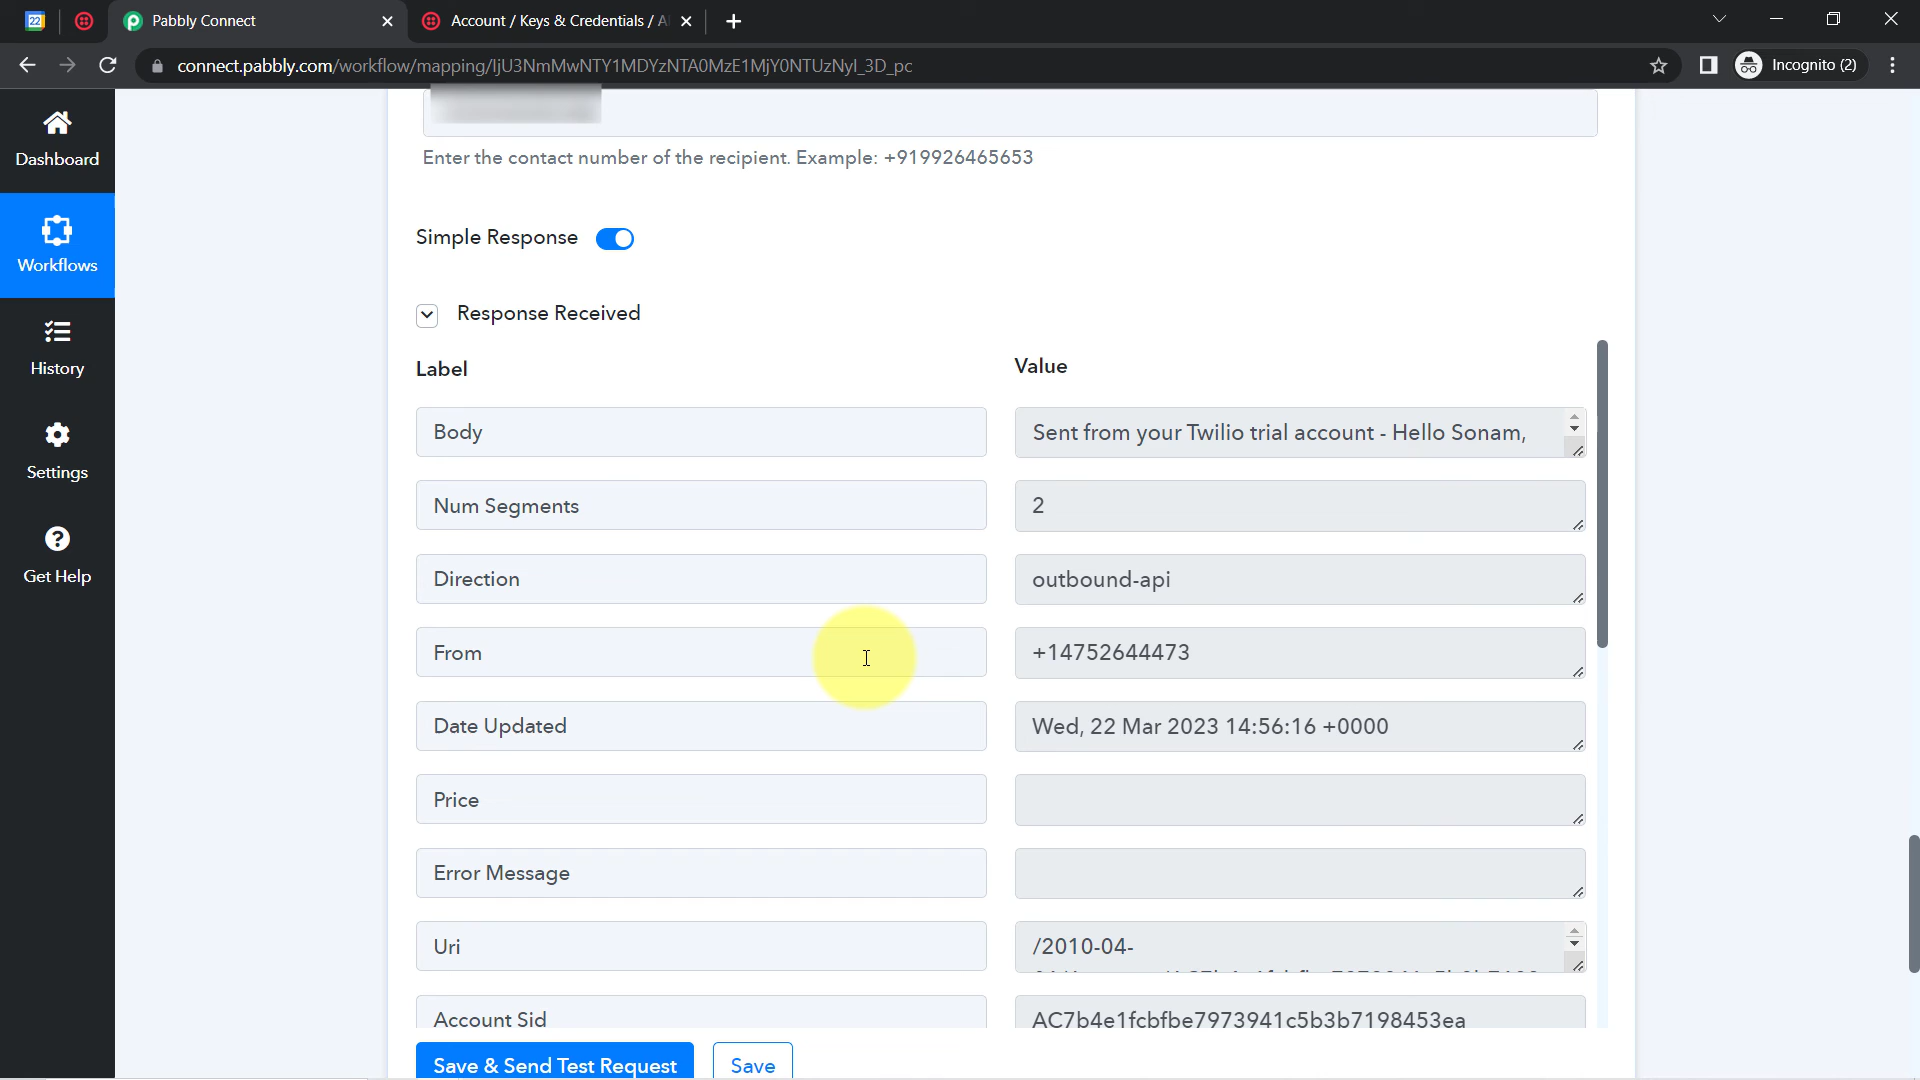 22
Pabbly Connect
Account / Keys & Credentials / A
connect.pabbly.com/workflow/mapping/IjU3NmMwNTY1MDYzNTA0MzE1MjY0NTUzNyI_3D_pc
Incognito (2)
Dashboard
Workflows
History
Settings
Get Help
Enter the contact number of the recipient. Example: +919926465653
Simple Response
Response Received
Label Value
Body Sent from your Twilio trial account - Hello Sonam,
Num Segments 2
Direction outbound-api
From +14752644473
Date Updated Wed, 22 Mar 2023 14:56:16 +0000
Price
Error Message
Uri /2010-04-
Account Sid AC7b4e1fcbfbe7973941c5b3b7198453ea
Save & Send Test Request Save